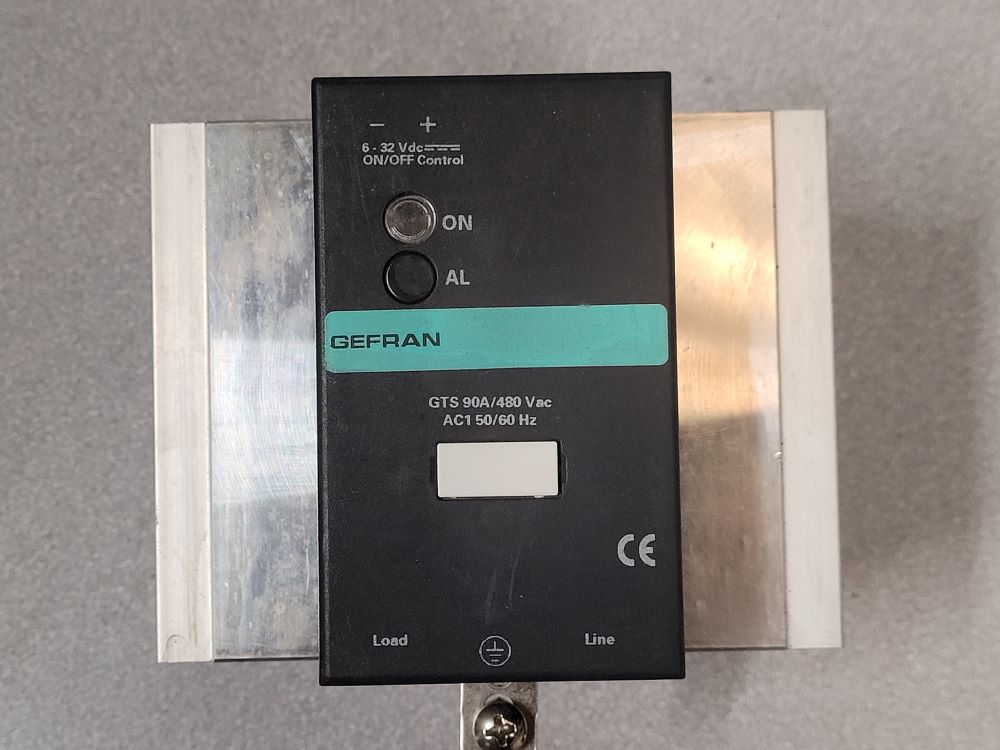 − +
6 - 32 Vdc
ON/OFF Control
ON
AL
GEFRAN
GTS 90A/480 Vac
AC1 50/60 Hz
CE
Load Line